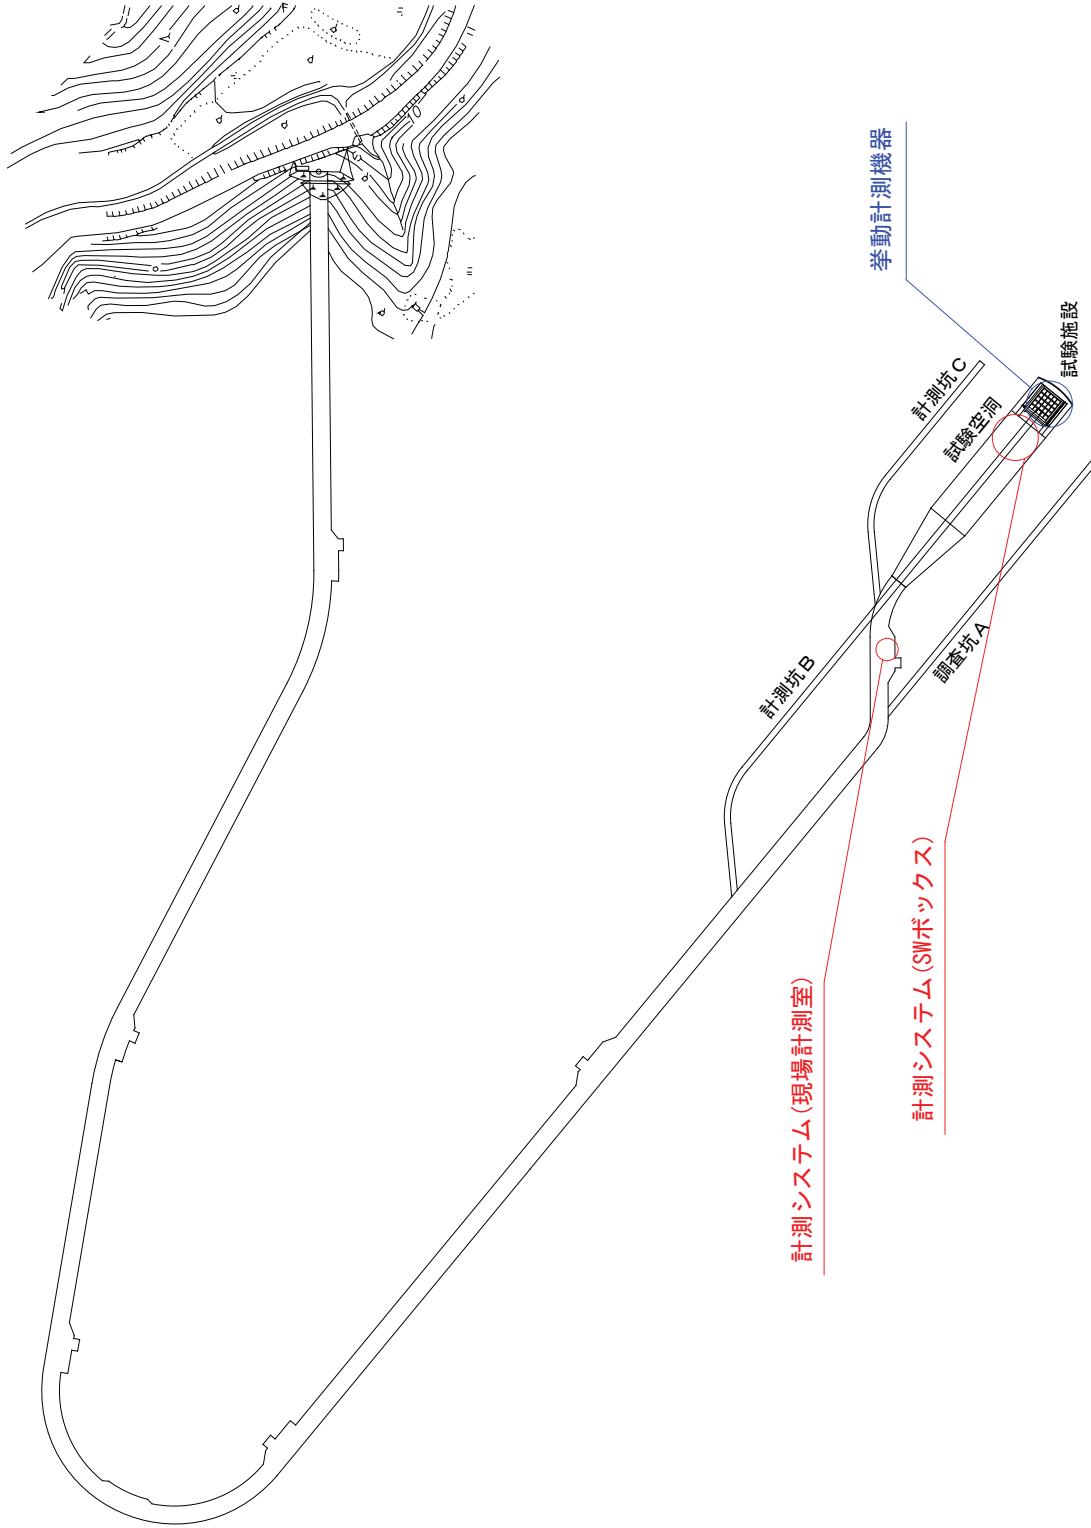 挙動計測機器
試験施設
計測坑C
試験空洞
計測坑B
調査坑A
計測システム(SWボックス)
計測システム(現場計測室)